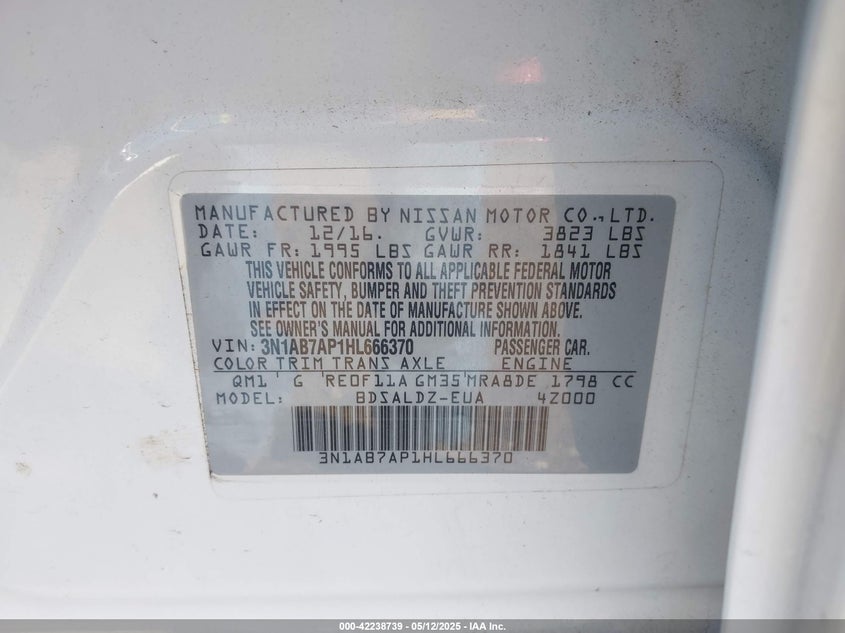 MANUFACTURED BY NISSAN MOTOR CO., LTD.
DATE: 12/16. GVWR: 3823 LBS
GAWR FR: 1995 LBS GAWR RR: 1841 LBS
THIS VEHICLE CONFORMS TO ALL APPLICABLE FEDERAL MOTOR
VEHICLE SAFETY, BUMPER AND THEFT PREVENTION STANDARDS
IN EFFECT ON THE DATE OF MANUFACTURE SHOWN ABOVE.
SEE OWNER'S MANUAL FOR ADDITIONAL INFORMATION.
VIN: 3N1AB7AP1HL666370 PASSENGER CAR.
COLOR TRIM TRANS AXLE ENGINE
QM1 G RE0F11A GM35 MRA8DE 1798 CC
MODEL: BDSALDZ-EUA 4Z000
3N1AB7AP1HL666370
000-42238739 - 05/12/2025 - IAA Inc.